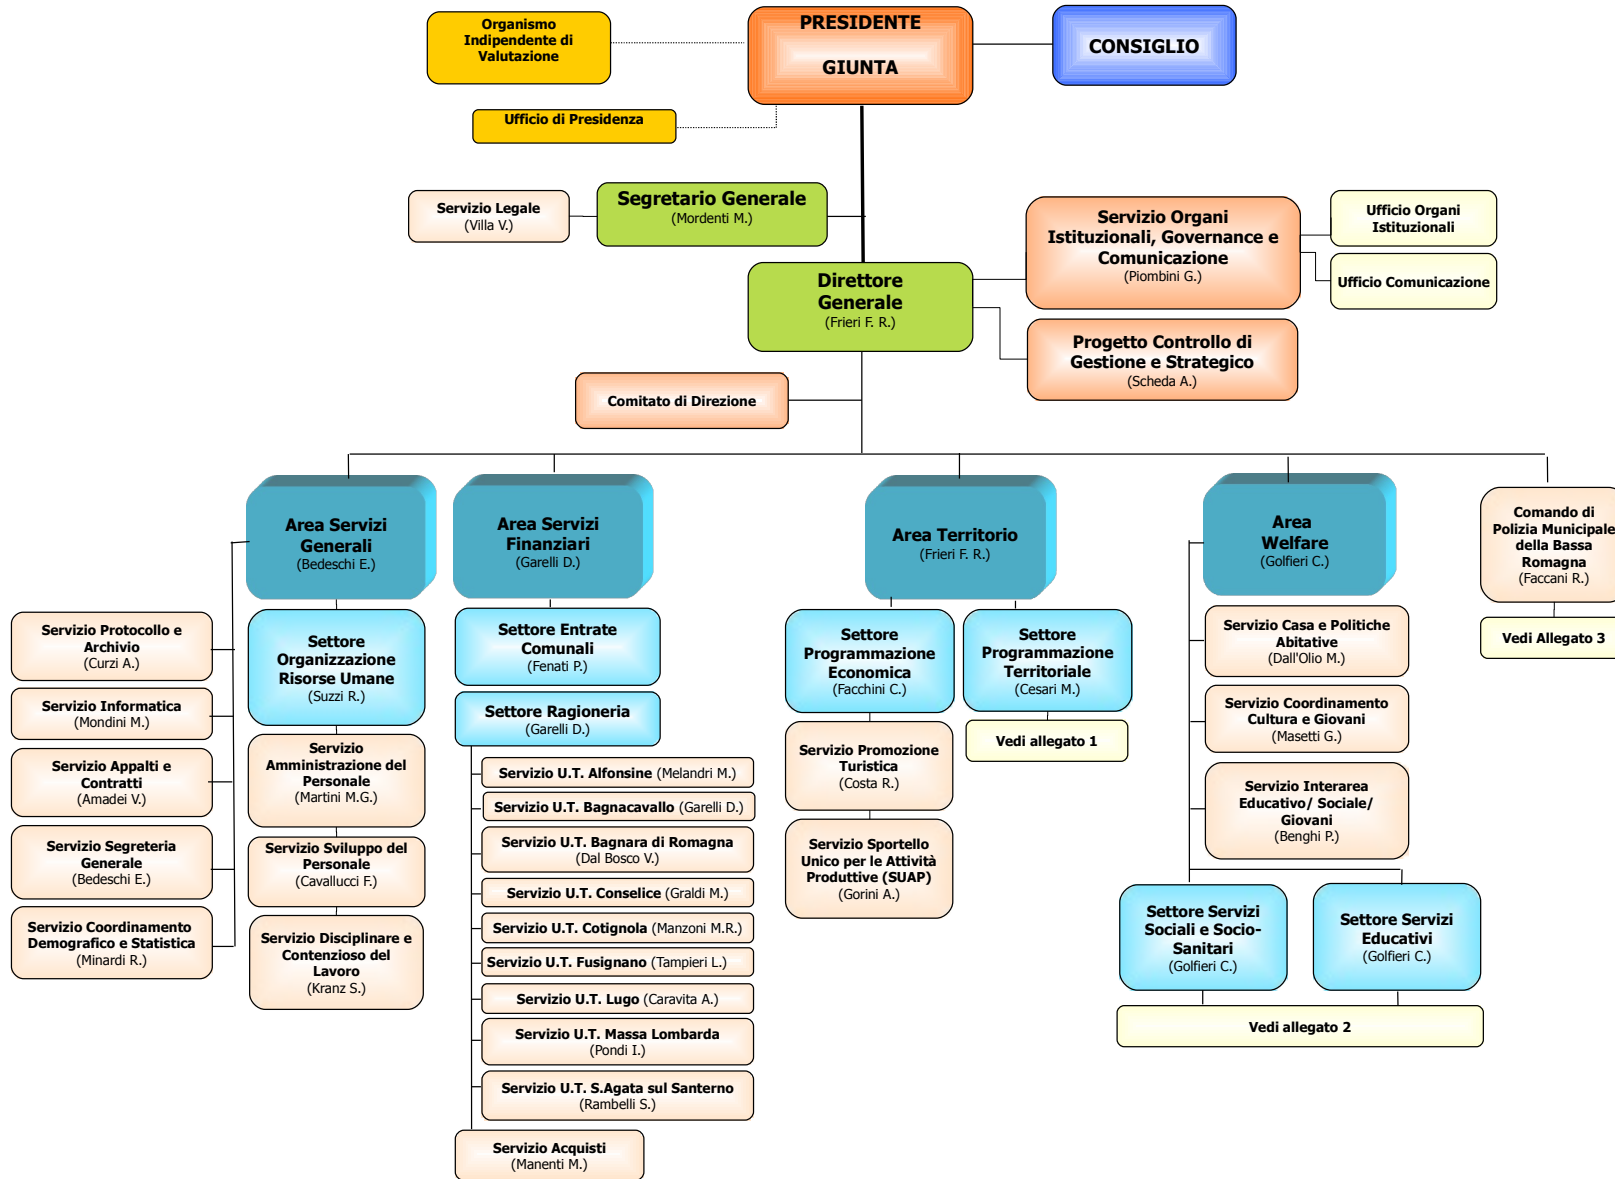 Organismo
Indipendente di
Valutazione
PRESIDENTE
GIUNTA
CONSIGLIO
Ufficio di Presidenza
Servizio Legale
(Villa V.)
Segretario Generale
(Mordenti M.)
Servizio Organi
Istituzionali, Governance e
Comunicazione
(Piombini G.)
Ufficio Organi
Istituzionali
Ufficio Comunicazione
Direttore
Generale
(Frieri F. R.)
Progetto Controllo di
Gestione e Strategico
(Scheda A.)
Comitato di Direzione
Area Servizi
Generali
(Bedeschi E.)
Area Servizi
Finanziari
(Garelli D.)
Area Territorio
(Frieri F. R.)
Area
Welfare
(Golfieri C.)
Comando di
Polizia Municipale
della Bassa
Romagna
(Faccani R.)
Vedi Allegato 3
Servizio Protocollo e
Archivio
(Curzi A.)
Servizio Informatica
(Mondini M.)
Servizio Appalti e
Contratti
(Amadei V.)
Servizio Segreteria
Generale
(Bedeschi E.)
Servizio Coordinamento
Demografico e Statistica
(Minardi R.)
Settore
Organizzazione
Risorse Umane
(Suzzi R.)
Servizio
Amministrazione del
Personale
(Martini M.G.)
Servizio Sviluppo del
Personale
(Cavallucci F.)
Servizio Disciplinare e
Contenzioso del
Lavoro
(Kranz S.)
Settore Entrate
Comunali
(Fenati P.)
Settore Ragioneria
(Garelli D.)
Servizio U.T. Alfonsine (Melandri M.)
Servizio U.T. Bagnacavallo (Garelli D.)
Servizio U.T. Bagnara di Romagna
(Dal Bosco V.)
Servizio U.T. Conselice (Graldi M.)
Servizio U.T. Cotignola (Manzoni M.R.)
Servizio U.T. Fusignano (Tampieri L.)
Servizio U.T. Lugo (Caravita A.)
Servizio U.T. Massa Lombarda
(Pondi I.)
Servizio U.T. S.Agata sul Santerno
(Rambelli S.)
Servizio Acquisti
(Manenti M.)
Settore
Programmazione
Economica
(Facchini C.)
Servizio Promozione
Turistica
(Costa R.)
Servizio Sportello
Unico per le Attività
Produttive (SUAP)
(Gorini A.)
Settore
Programmazione
Territoriale
(Cesari M.)
Vedi allegato 1
Servizio Casa e Politiche
Abitative
(Dall'Olio M.)
Servizio Coordinamento
Cultura e Giovani
(Masetti G.)
Servizio Interarea
Educativo/ Sociale/
Giovani
(Benghi P.)
Settore Servizi
Sociali e Socio-
Sanitari
(Golfieri C.)
Settore Servizi
Educativi
(Golfieri C.)
Vedi allegato 2